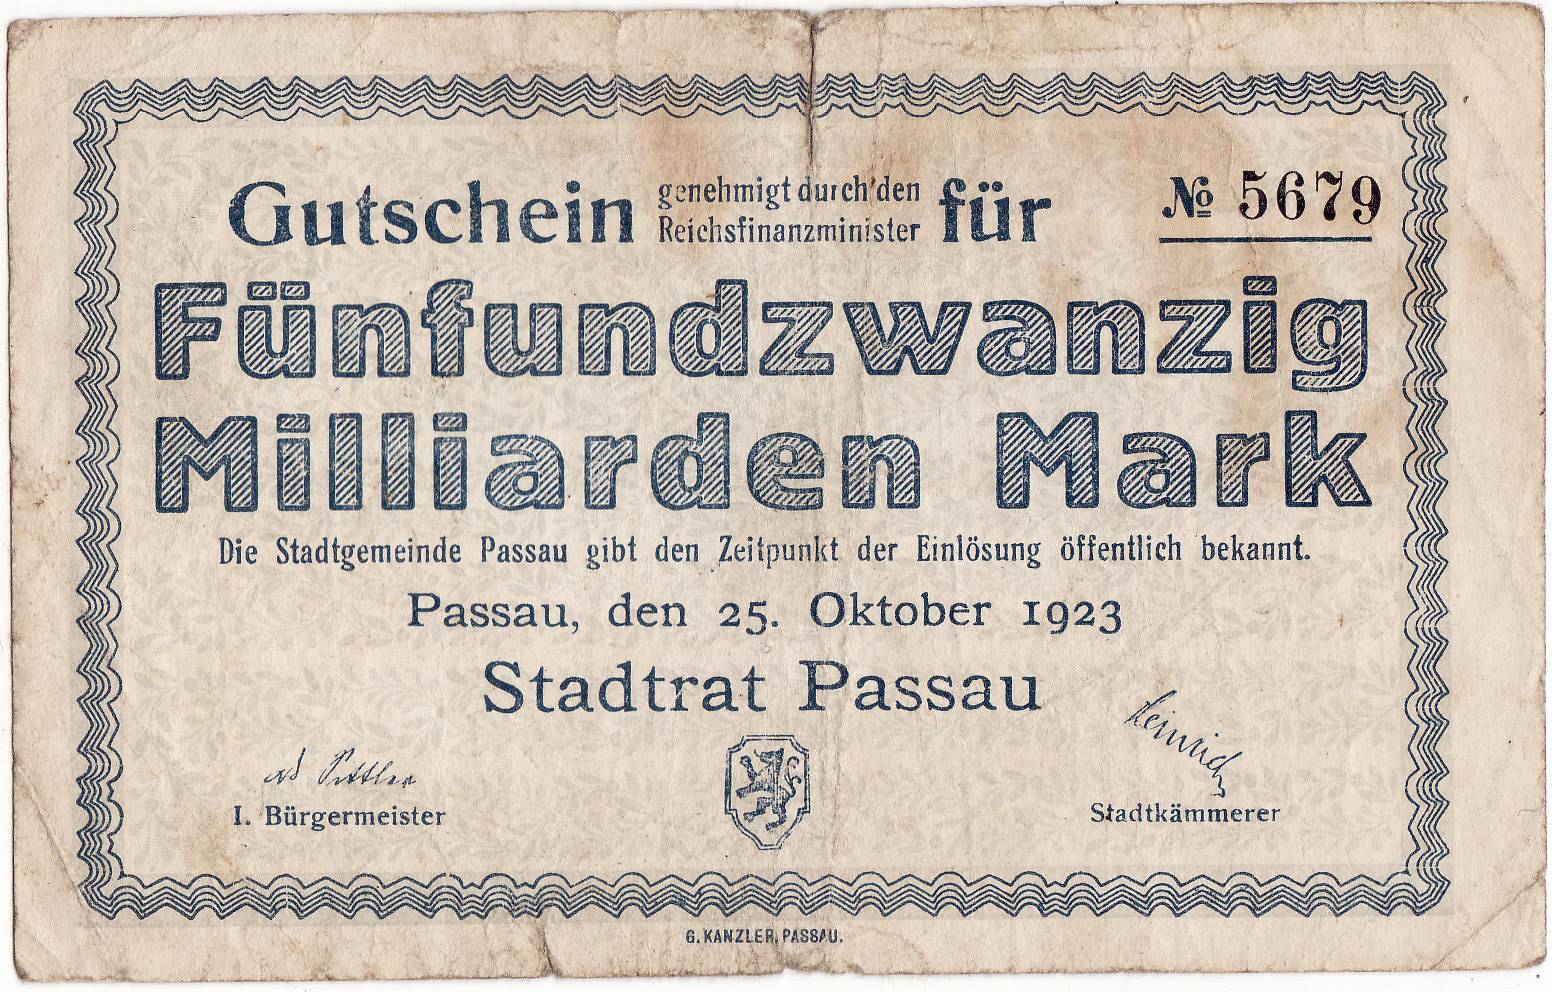 Gutschein genehmigt durch den Reichsfinanzminister für
№ 5679
Fünfundzwanzig
Milliarden Mark
Die Stadtgemeinde Passau gibt den Zeitpunkt der Einlösung öffentlich bekannt.
Passau, den 25. Oktober 1923
Stadtrat Passau
Heinrich
I. Bürgermeister
Stadtkämmerer
G. KANZLER, PASSAU.